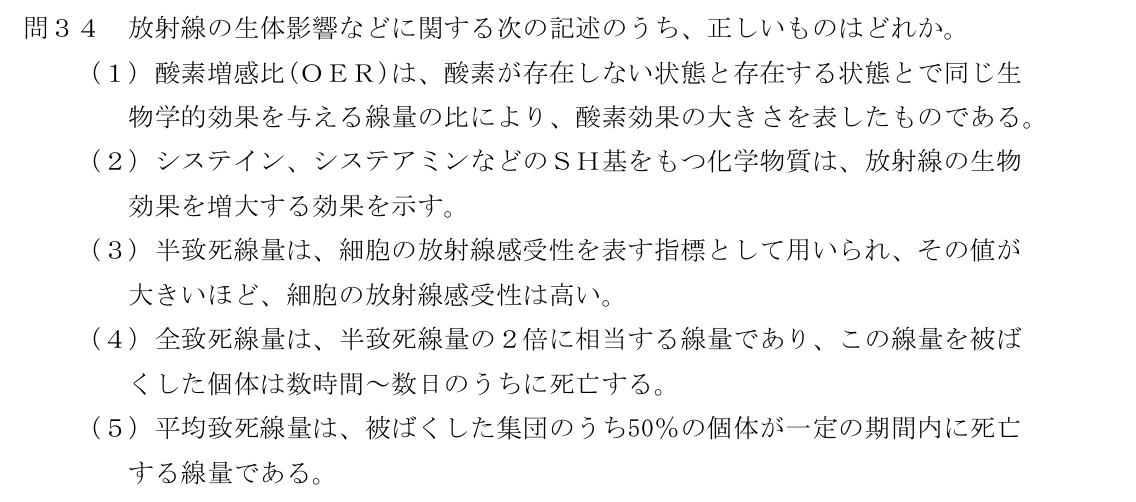 問３４　放射線の生体影響などに関する次の記述のうち、正しいものはどれか。
（１）酸素増感比（ＯＥＲ）は、酸素が存在しない状態と存在する状態とで同じ生
物学的効果を与える線量の比により、酸素効果の大きさを表したものである。
（２）システイン、システアミンなどのＳＨ基をもつ化学物質は、放射線の生物
効果を増大する効果を示す。
（３）半致死線量は、細胞の放射線感受性を表す指標として用いられ、その値が
大きいほど、細胞の放射線感受性は高い。
（４）全致死線量は、半致死線量の２倍に相当する線量であり、この線量を被ば
くした個体は数時間～数日のうちに死亡する。
（５）平均致死線量は、被ばくした集団のうち50％の個体が一定の期間内に死亡
する線量である。